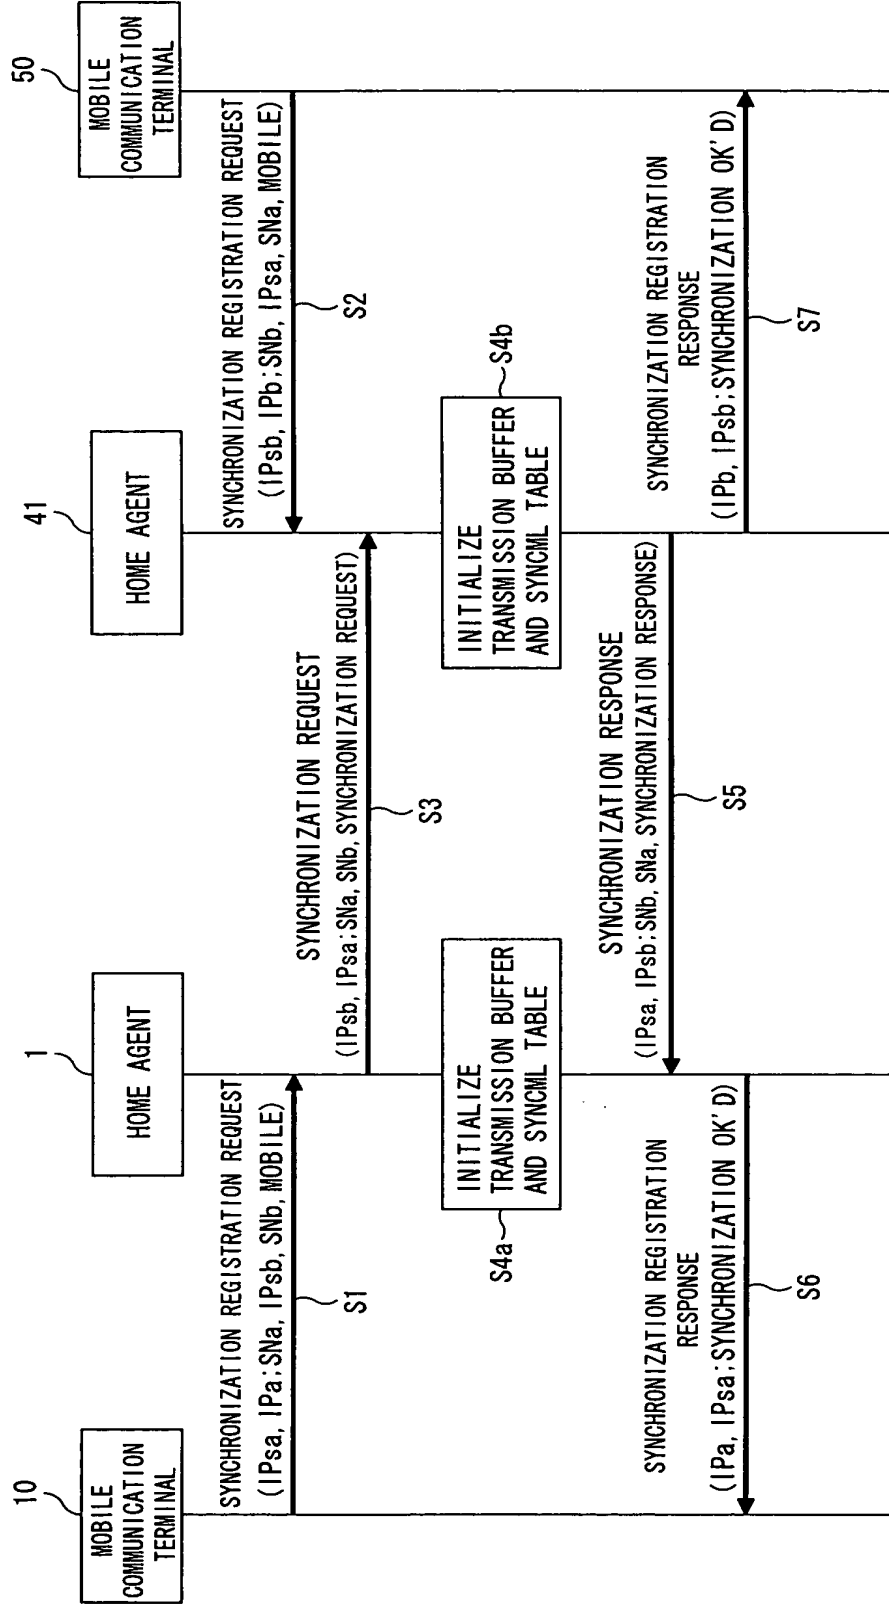 10
MOBILE
COMMUNICATION
TERMINAL
1
HOME AGENT
41
HOME AGENT
50
MOBILE
COMMUNICATION
TERMINAL
SYNCHRONIZATION REGISTRATION REQUEST
(IPsa, IPa;SNa, IPsb, SNb, MOBILE)
S1
SYNCHRONIZATION REGISTRATION REQUEST
(IPsb, IPb;SNb, IPsa, SNa, MOBILE)
S2
SYNCHRONIZATION REQUEST
(IPsb, IPsa;SNa, SNb, SYNCHRONIZATION REQUEST)
S3
INITIALIZE
TRANSMISSION BUFFER
AND SYNCML TABLE
S4a
INITIALIZE
TRANSMISSION BUFFER
AND SYNCML TABLE
S4b
SYNCHRONIZATION RESPONSE
(IPsa, IPsb;SNb, SNa, SYNCHRONIZATION RESPONSE)
S5
SYNCHRONIZATION REGISTRATION
RESPONSE
(IPa, IPsa;SYNCHRONIZATION OK'D)
S6
SYNCHRONIZATION REGISTRATION
RESPONSE
(IPb, IPsb;SYNCHRONIZATION OK'D)
S7